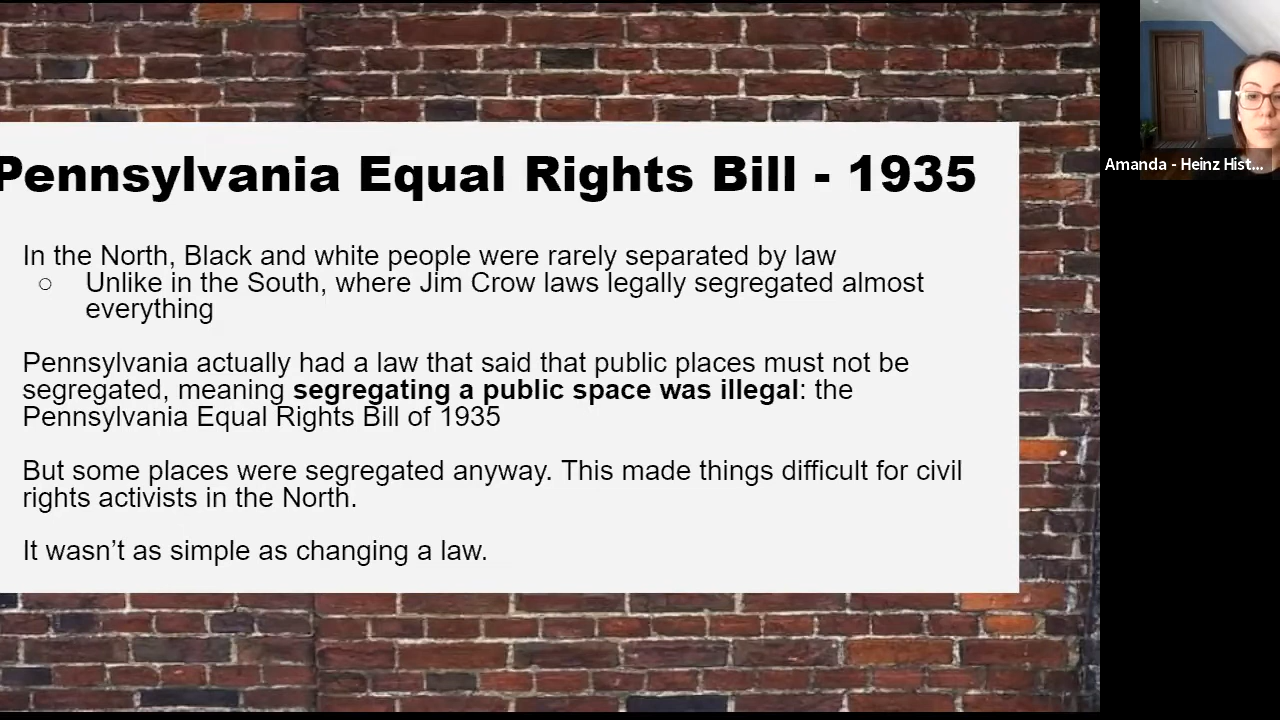 Pennsylvania Equal Rights Bill - 1935
In the North, Black and white people were rarely separated by law
○ Unlike in the South, where Jim Crow laws legally segregated almost
everything
Pennsylvania actually had a law that said that public places must not be
segregated, meaning segregating a public space was illegal: the
Pennsylvania Equal Rights Bill of 1935
But some places were segregated anyway. This made things difficult for civil
rights activists in the North.
It wasn’t as simple as changing a law.
Amanda - Heinz Hist...